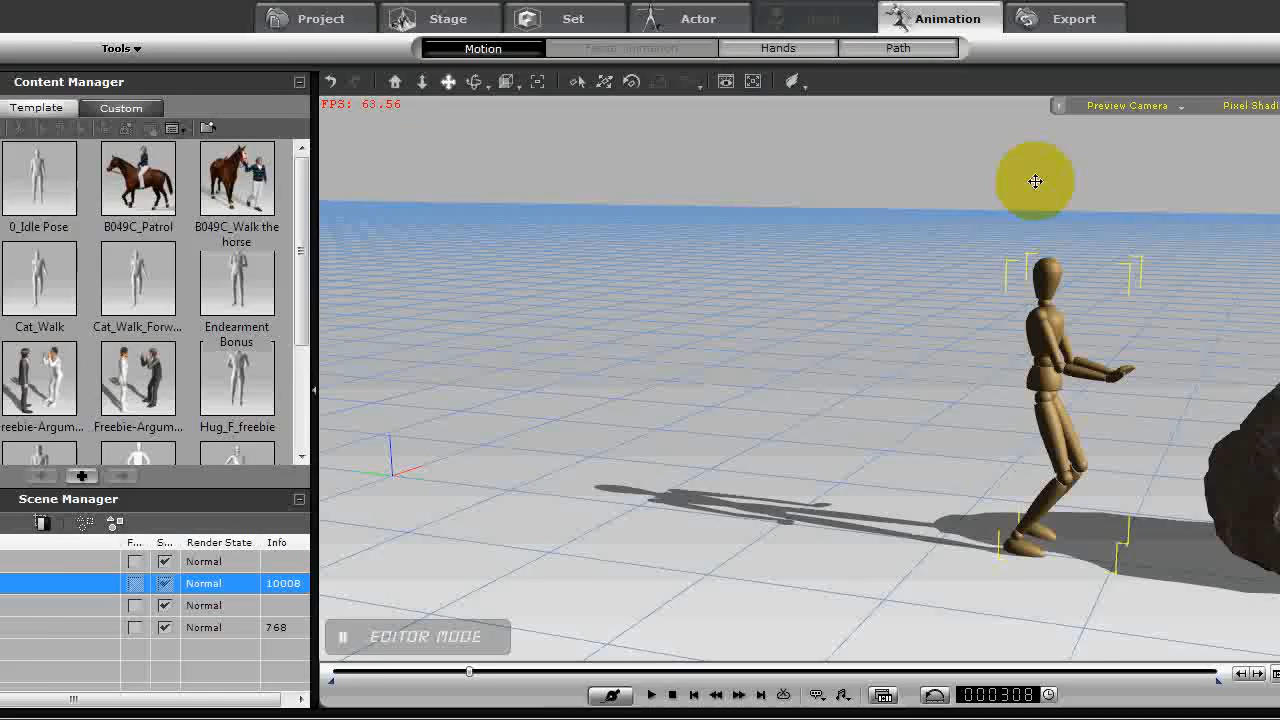 Project Stage Set Actor Animation Export
Tools Motion Facial Animation Hands Path
Content Manager
Template Custom
FPS: 63.56
Preview Camera Pixel Shadi
0_Idle Pose B049C_Patrol B049C_Walk the horse
Cat_Walk Cat_Walk_Forw... Endearment Bonus
reebie-Argum... Freebie-Argum... Hug_F_freebie
Scene Manager
F... S... Render State Info
Normal
Normal 10008
Normal
Normal 768
EDITOR MODE
000308